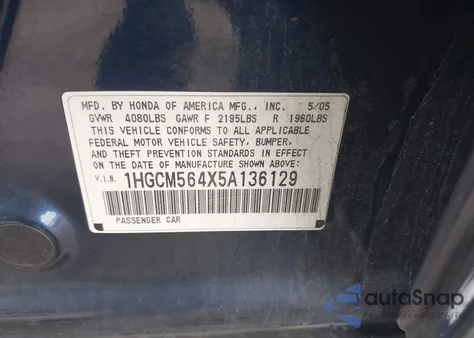 MFD. BY HONDA OF AMERICA MFG., INC. 5/05
GVWR 4080LBS GAWR F 2195LBS R 1960LBS
THIS VEHICLE CONFORMS TO ALL APPLICABLE
FEDERAL MOTOR VEHICLE SAFETY, BUMPER,
AND THEFT PREVENTION STANDARDS IN EFFECT
ON THE DATE OF MANUFACTURE SHOWN ABOVE:
V.I.N. 1HGCM564X5A136129
PASSENGER CAR
autoSnap